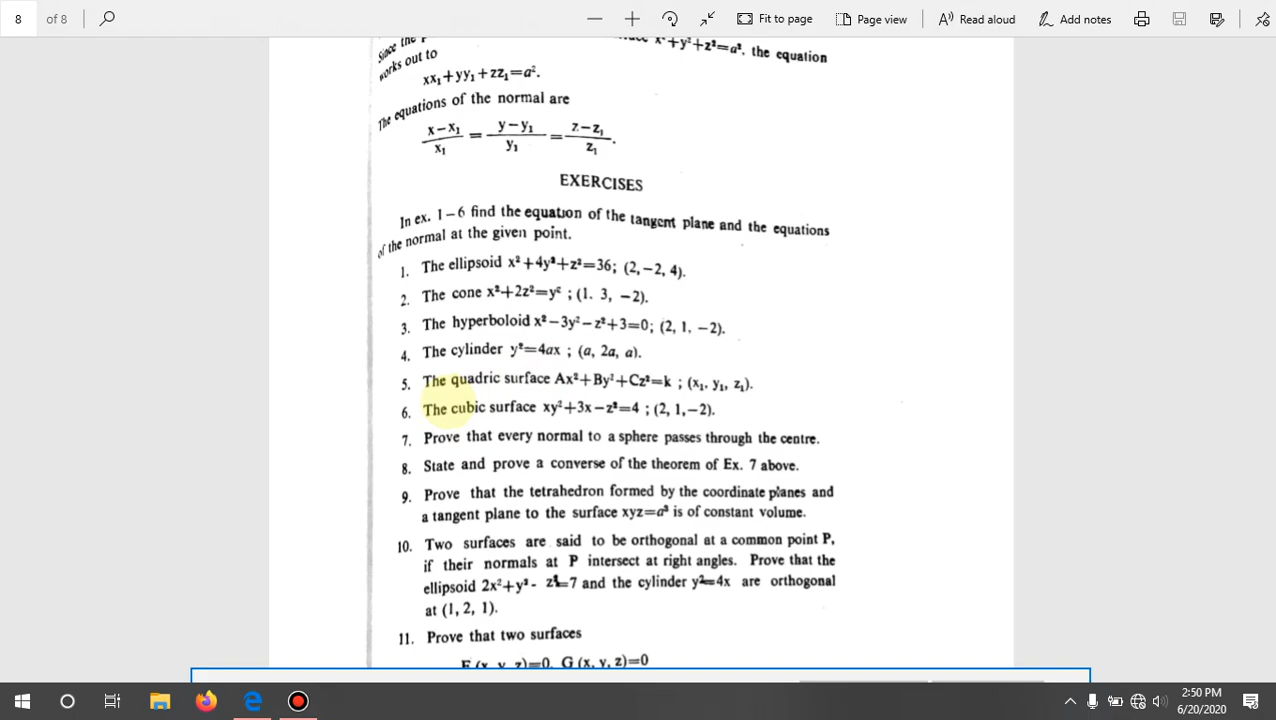 8 of 8
Fit to page
Page view
Read aloud
Add notes
Since the
x²+y²+z²=a², the equation
works out to
xx₁+yy₁+zz₁=a².
The equations of the normal are
x−x₁ / x₁ = y−y₁ / y₁ = z−z₁ / z₁.
EXERCISES
In ex. 1–6 find the equation of the tangent plane and the equations
of the normal at the given point.
1. The ellipsoid x²+4y²+z²=36; (2,−2, 4).
2. The cone x²+2z²=y² ; (1. 3, −2).
3. The hyperboloid x²−3y²−z²+3=0; (2, 1, −2).
4. The cylinder y²=4ax ; (a, 2a, a).
5. The quadric surface Ax²+By²+Cz²=k ; (x₁, y₁, z₁).
6. The cubic surface xy²+3x−z²=4 ; (2, 1,−2).
7. Prove that every normal to a sphere passes through the centre.
8. State and prove a converse of the theorem of Ex. 7 above.
9. Prove that the tetrahedron formed by the coordinate planes and
a tangent plane to the surface xyz=a³ is of constant volume.
10. Two surfaces are said to be orthogonal at a common point P,
if their normals at P intersect at right angles. Prove that the
ellipsoid 2x²+y²- z²=7 and the cylinder y²=4x are orthogonal
at (1, 2, 1).
11. Prove that two surfaces
F (x, y, z)=0, G (x, y, z)=0
2:50 PM
6/20/2020